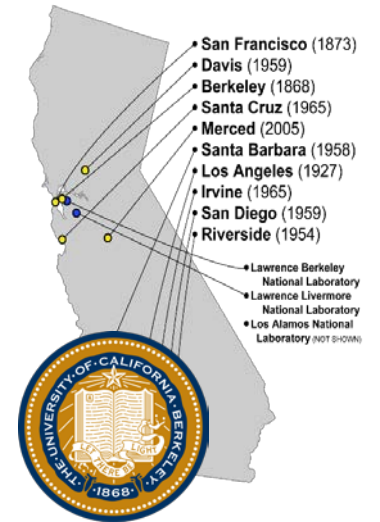 San Francisco (1873)
Davis (1959)
Berkeley (1868)
Santa Cruz (1965)
Merced (2005)
Santa Barbara (1958)
Los Angeles (1927)
Irvine (1965)
San Diego (1959)
Riverside (1954)
Lawrence Berkeley
National Laboratory
Lawrence Livermore
National Laboratory
Los Alamos National
Laboratory (NOT SHOWN)
·THE·UNIVERSITY·OF·CALIFORNIA·BERKELEY·
LET THERE BE LIGHT
·1868·